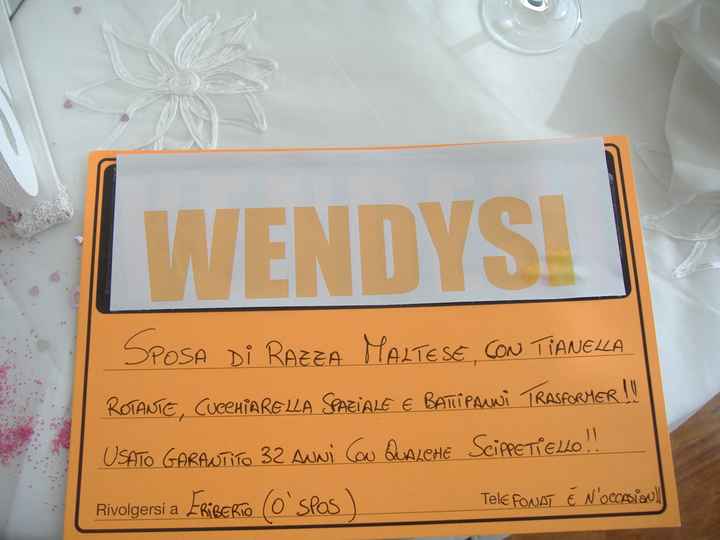 WENDYSI
SPOSA DI RAZZA MALTESE, CON TIANELLA
ROTANTE, CUCCHIARELLA SPAZIALE E BATTIPANNI TRASFORMER!!
USATO GARANTITO 32 ANNI CON QUALCHE SCIPPETIELLO!!
Rivolgersi a ERIBERTO (O' SPOS) TeleFONAT È N'OCCASION!!